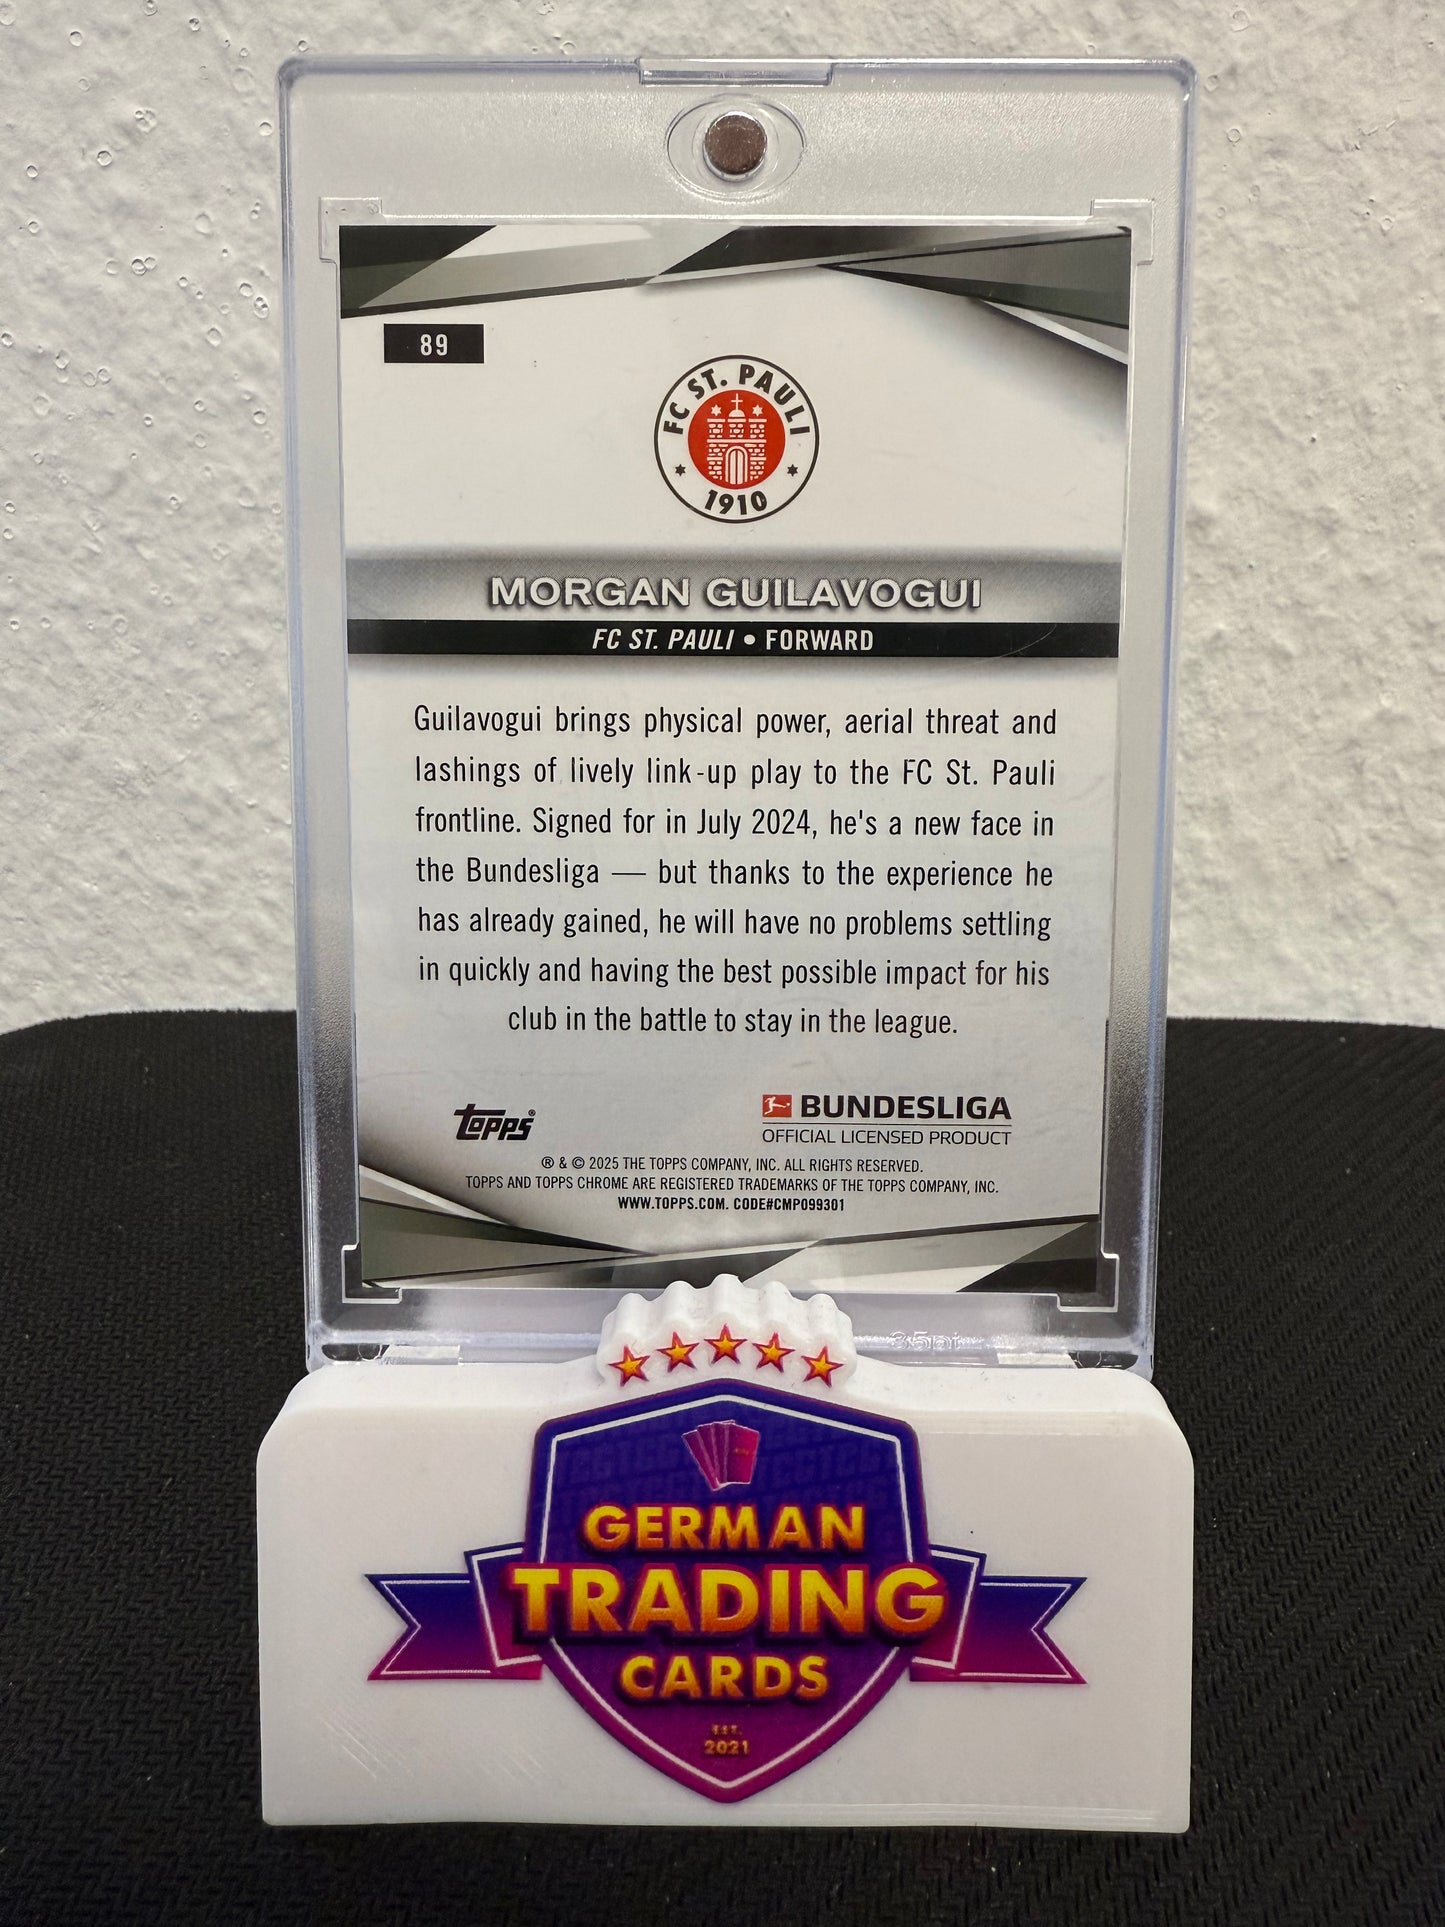 89
FC ST. PAULI
1910
MORGAN GUILAVOGUI
FC ST. PAULI • FORWARD
Guilavogui brings physical power, aerial threat and
lashings of lively link-up play to the FC St. Pauli
frontline. Signed for in July 2024, he's a new face in
the Bundesliga — but thanks to the experience he
has already gained, he will have no problems settling
in quickly and having the best possible impact for his
club in the battle to stay in the league.
topps®
BUNDESLIGA
OFFICIAL LICENSED PRODUCT
® & © 2025 THE TOPPS COMPANY, INC. ALL RIGHTS RESERVED.
TOPPS AND TOPPS CHROME ARE REGISTERED TRADEMARKS OF THE TOPPS COMPANY, INC.
WWW.TOPPS.COM. CODE#CMP099301
35pt
GERMAN
TRADING
CARDS
EST.
2021